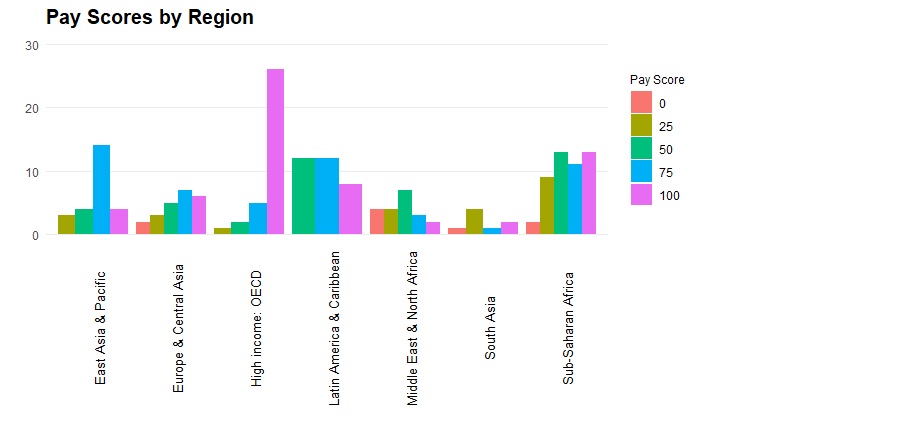 Pay Scores by Region
30
20
10
0
East Asia & Pacific
Europe & Central Asia
High income: OECD
Latin America & Caribbean
Middle East & North Africa
South Asia
Sub-Saharan Africa
Pay Score
0
25
50
75
100